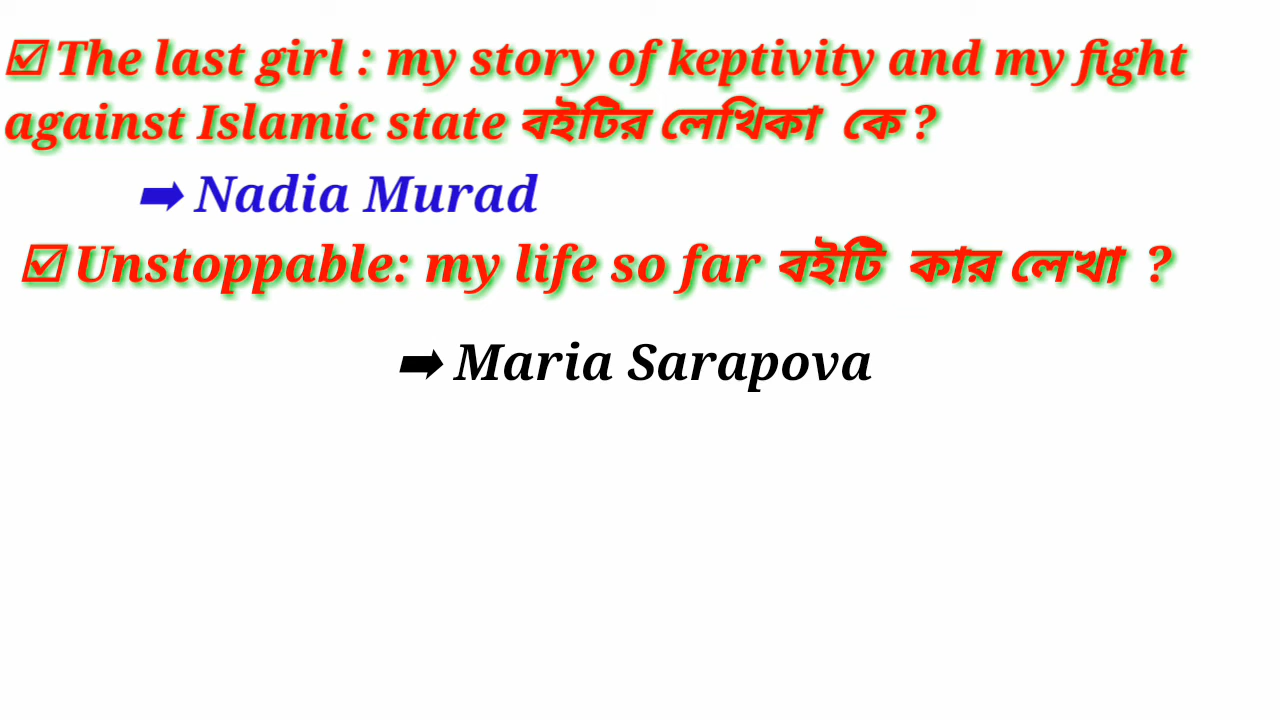 ☑ The last girl : my story of keptivity and my fight
against Islamic state বইটির লেখিকা কে ?
➡ Nadia Murad
☑ Unstoppable: my life so far বইটি কার লেখা ?
➡ Maria Sarapova